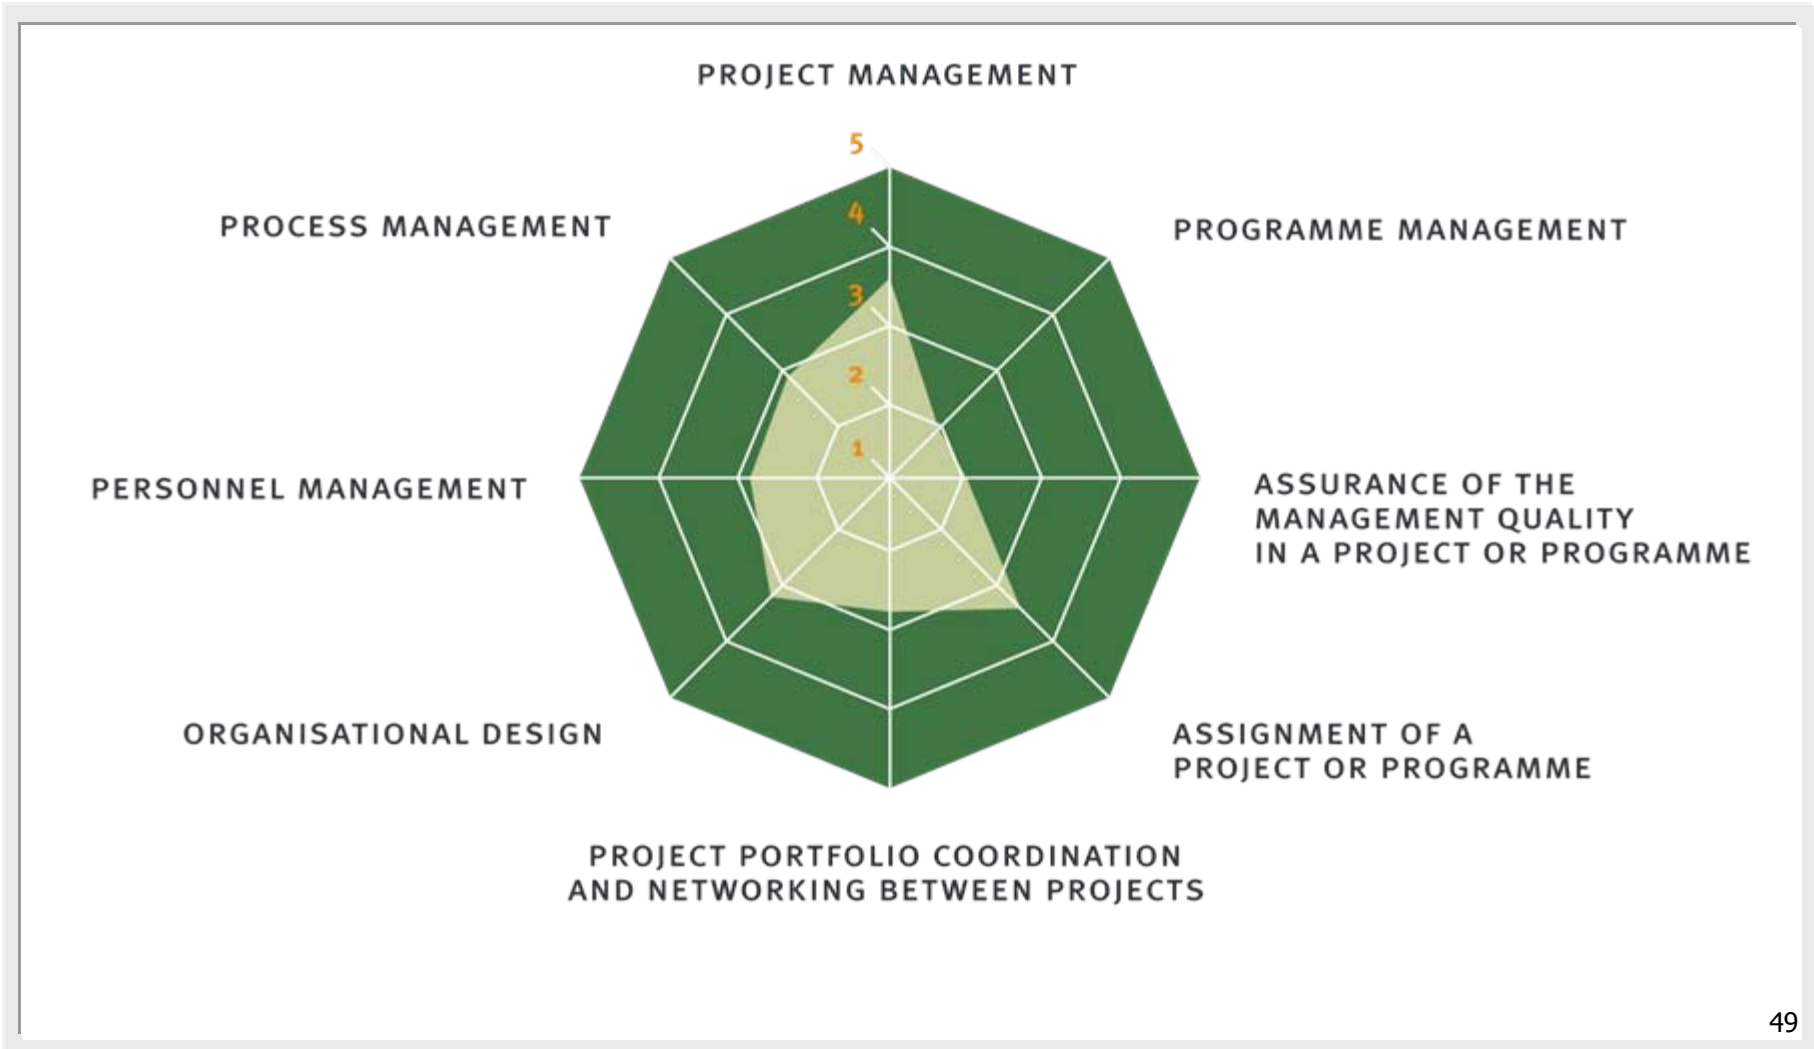 PROJECT MANAGEMENT
5
4
PROCESS MANAGEMENT
PROGRAMME MANAGEMENT
3
2
1
PERSONNEL MANAGEMENT
ASSURANCE OF THE
MANAGEMENT QUALITY
IN A PROJECT OR PROGRAMME
ORGANISATIONAL DESIGN
ASSIGNMENT OF A
PROJECT OR PROGRAMME
PROJECT PORTFOLIO COORDINATION
AND NETWORKING BETWEEN PROJECTS
49